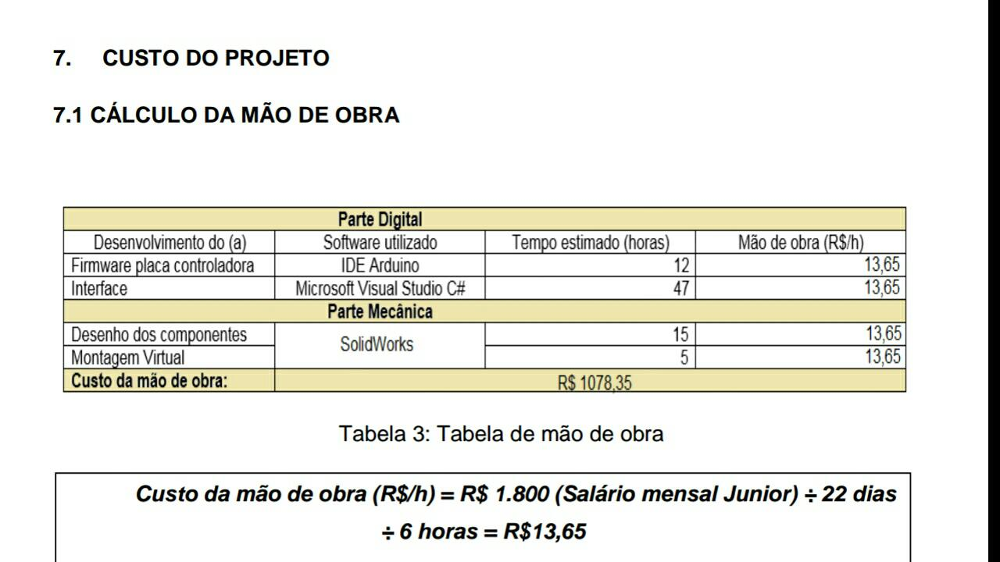 7. CUSTO DO PROJETO
7.1 CÁLCULO DA MÃO DE OBRA
Parte Digital
Desenvolvimento do (a) Software utilizado Tempo estimado (horas) Mão de obra (R$/h)
Firmware placa controladora IDE Arduino 12 13,65
Interface Microsoft Visual Studio C# 47 13,65
Parte Mecânica
Desenho dos componentes SolidWorks 15 13,65
Montagem Virtual 5 13,65
Custo da mão de obra: R$ 1078,35
Tabela 3: Tabela de mão de obra
Custo da mão de obra (R$/h) = R$ 1.800 (Salário mensal Junior) ÷ 22 dias
÷ 6 horas = R$13,65